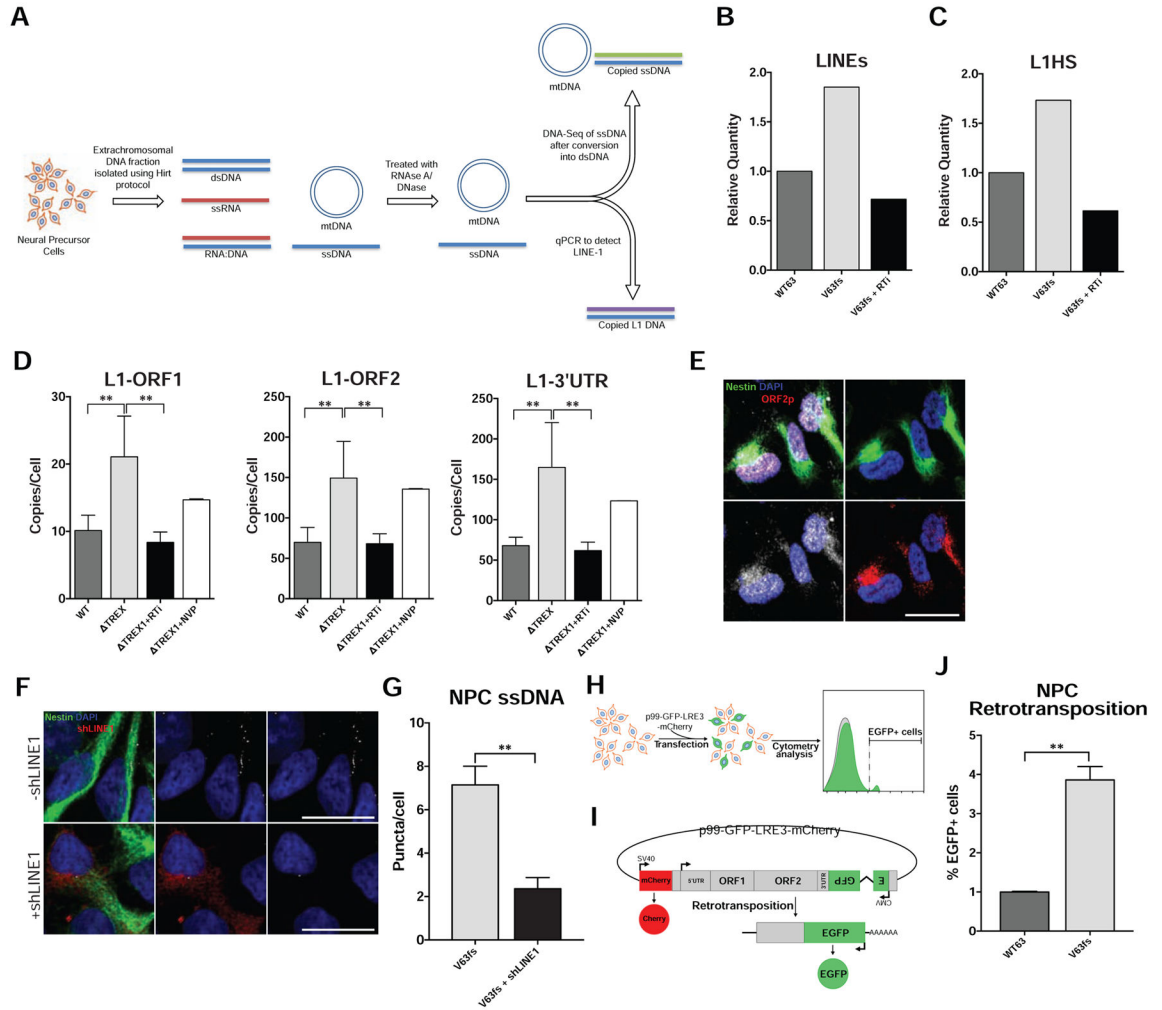 A
Neural Precursor
Cells
Extrachromosomal
DNA fraction
isolated using Hirt
protocol
dsDNA
ssRNA
RNA:DNA
mtDNA
ssDNA
Treated with
RNAse A/
DNase
mtDNA
ssDNA
mtDNA
Copied ssDNA
DNA-Seq of ssDNA
after conversion
into dsDNA
qPCR to detect
LINE-1
Copied L1 DNA
B
LINEs
Relative Quantity
2.0
1.5
1.0
0.5
0.0
WT63
V63fs
V63fs + RTi
C
L1HS
Relative Quantity
2.0
1.5
1.0
0.5
0.0
WT63
V63fs
V63fs + RTi
D
L1-ORF1
Copies/Cell
30
20
10
0
** **
WT
ΔTREX
ΔTREX1+RTi
ΔTREX1+NVP
L1-ORF2
Copies/Cell
250
200
150
100
50
0
** **
WT
ΔTREX
ΔTREX1+RTi
ΔTREX1+NVP
L1-3'UTR
Copies/Cell
250
200
150
100
50
0
** **
WT
ΔTREX
ΔTREX1+RTi
ΔTREX1+NVP
E
Nestin DAPI
ORF2p
F
Nestin DAPI
shLINE1
-shLINE1
+shLINE1
G
NPC ssDNA
Puncta/cell
8
6
4
2
0
**
V63fs
V63fs + shLINE1
H
p99-GFP-LRE3
-mCherry
Transfection
Cytometry
analysis
EGFP+ cells
I
p99-GFP-LRE3-mCherry
SV40
mCherry
5'UTR
ORF1
ORF2
3'UTR
GFP
E
CMV
Cherry
Retrotransposition
EGFP
AAAAAA
EGFP
J
NPC
Retrotransposition
% EGFP+ cells
6
5
4
3
2
1
0
**
WT63
V63fs